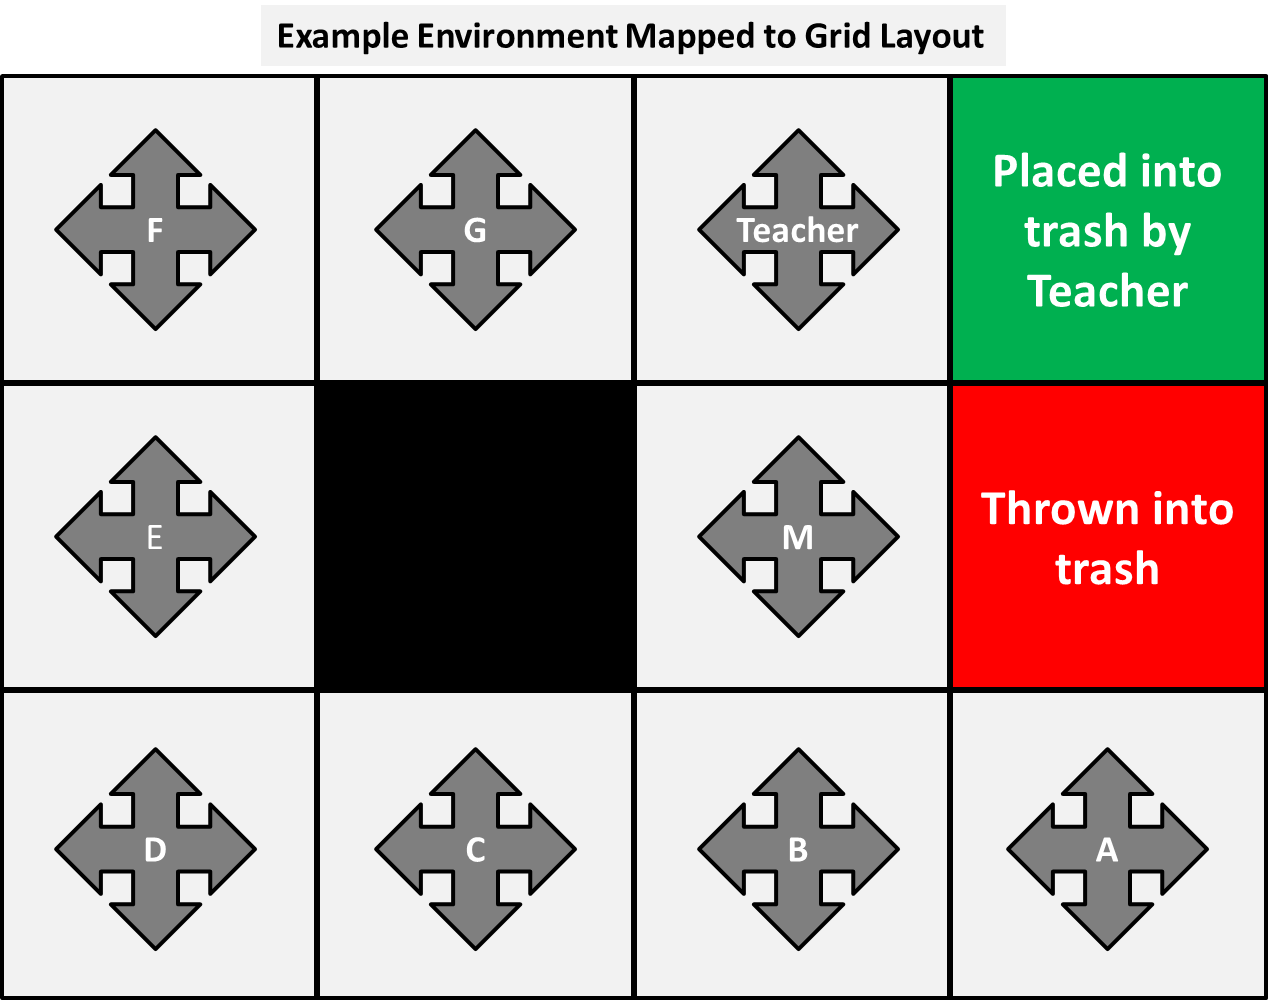 Example Environment Mapped to Grid Layout
F
G
Teacher
Placed into
trash by
Teacher
E
M
Thrown into
trash
D
C
B
A